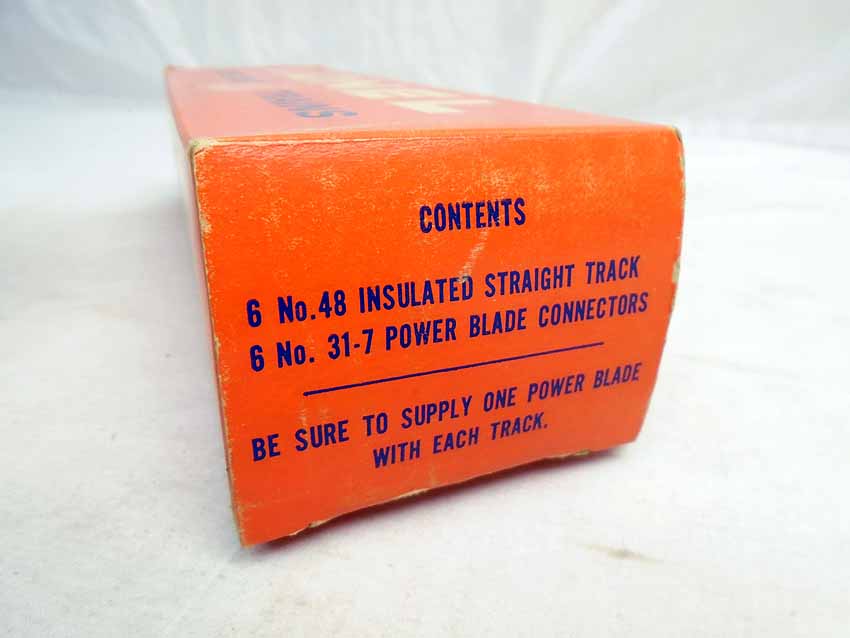 TRAINS
CONTENTS
6 No. 48 INSULATED STRAIGHT TRACK
6 No. 31-7 POWER BLADE CONNECTORS
BE SURE TO SUPPLY ONE POWER BLADE
WITH EACH TRACK.